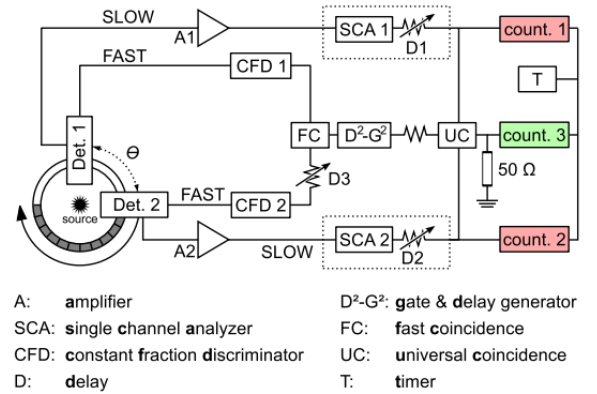 SLOW
A1
SCA 1
D1
count. 1
FAST
CFD 1
T
Det. 1
Θ
FC
D²-G²
UC
count. 3
D3
50 Ω
source
Det. 2
FAST
CFD 2
A2
SLOW
SCA 2
D2
count. 2
A: amplifier
SCA: single channel analyzer
CFD: constant fraction discriminator
D: delay
D²-G²: gate & delay generator
FC: fast coincidence
UC: universal coincidence
T: timer